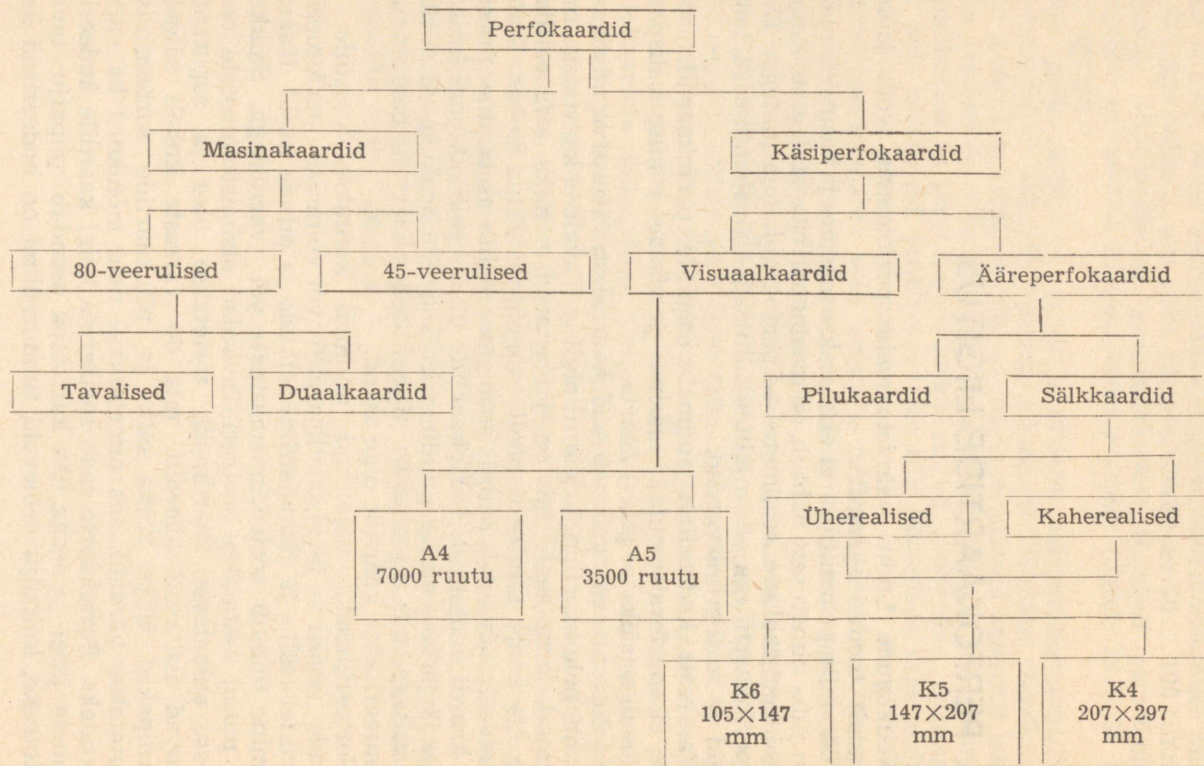 Perfokaardid
Masinakaardid
Käsiperfokaardid
80-veerulised
45-veerulised
Visuaalkaardid
Ääreperfokaardid
Tavalised
Duaalkaardid
Pilukaardid
Sälkkaardid
Üherealised
Kaherealised
A4
7000 ruutu
A5
3500 ruutu
K6
105×147
mm
K5
147×207
mm
K4
207×297
mm